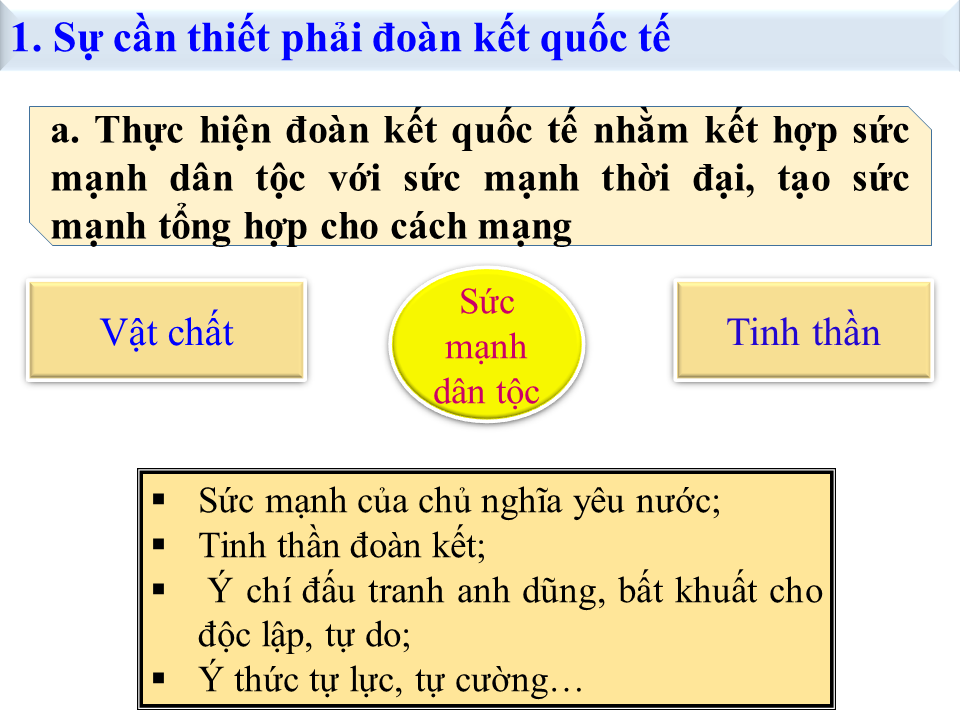 1. Sự cần thiết phải đoàn kết quốc tế
a. Thực hiện đoàn kết quốc tế nhằm kết hợp sức
mạnh dân tộc với sức mạnh thời đại, tạo sức
mạnh tổng hợp cho cách mạng
Vật chất
Sức
mạnh
dân tộc
Tinh thần
▪ Sức mạnh của chủ nghĩa yêu nước;
▪ Tinh thần đoàn kết;
▪ Ý chí đấu tranh anh dũng, bất khuất cho
độc lập, tự do;
▪ Ý thức tự lực, tự cường…